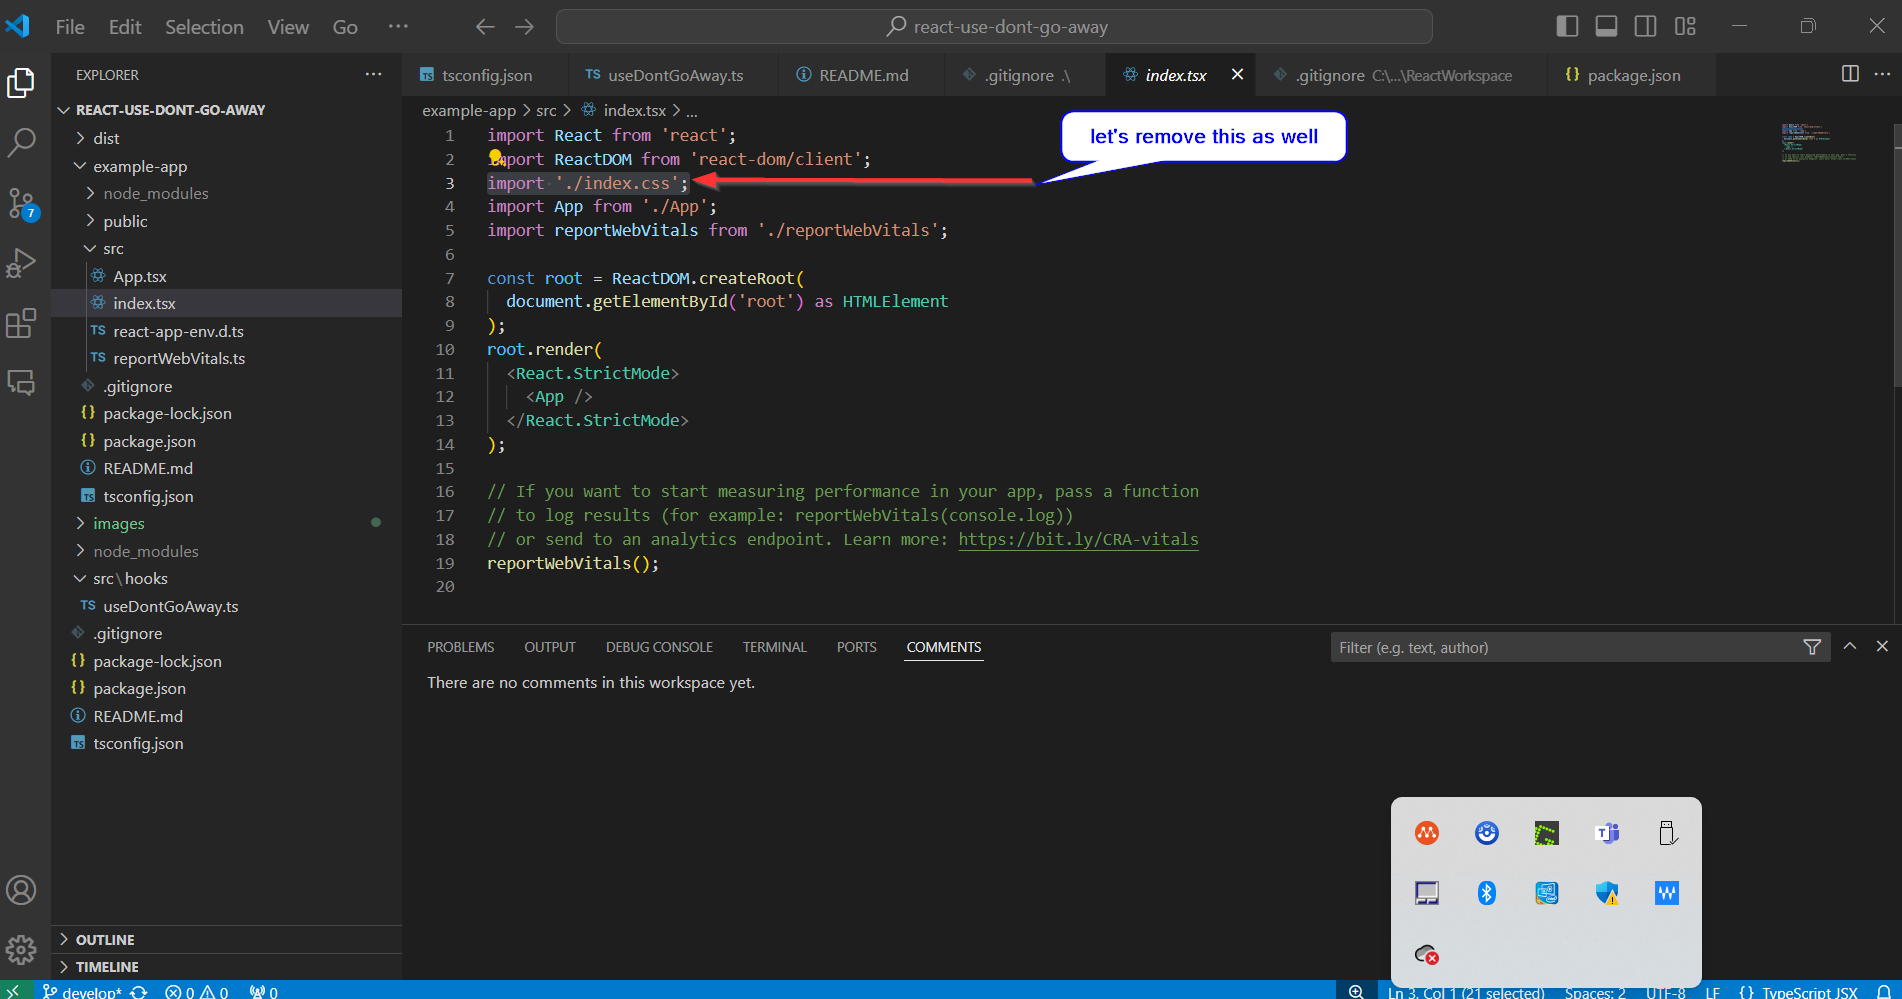 File Edit Selection View Go ···
react-use-dont-go-away
EXPLORER ···
REACT-USE-DONT-GO-AWAY
dist
example-app
node_modules
public
src
App.tsx
index.tsx
TS react-app-env.d.ts
TS reportWebVitals.ts
.gitignore
{} package-lock.json
{} package.json
README.md
TS tsconfig.json
images
node_modules
src\hooks
TS useDontGoAway.ts
.gitignore
{} package-lock.json
{} package.json
README.md
TS tsconfig.json
OUTLINE
TIMELINE
7
TS tsconfig.json TS useDontGoAway.ts README.md .gitignore .\ index.tsx .gitignore C:\...\ReactWorkspace {} package.json
example-app > src > index.tsx > ...
let's remove this as well
1 import React from 'react';
2 import ReactDOM from 'react-dom/client';
3 import './index.css';
4 import App from './App';
5 import reportWebVitals from './reportWebVitals';
6
7 const root = ReactDOM.createRoot(
8 document.getElementById('root') as HTMLElement
9 );
10 root.render(
11 <React.StrictMode>
12 <App />
13 </React.StrictMode>
14 );
15
16 // If you want to start measuring performance in your app, pass a function
17 // to log results (for example: reportWebVitals(console.log))
18 // or send to an analytics endpoint. Learn more: https://bit.ly/CRA-vitals
19 reportWebVitals();
20
PROBLEMS OUTPUT DEBUG CONSOLE TERMINAL PORTS COMMENTS
Filter (e.g. text, author)
There are no comments in this workspace yet.
develop* 0 0 0 Ln 3, Col 1 (21 selected) Spaces: 2 UTF-8 LF {} TypeScript JSX